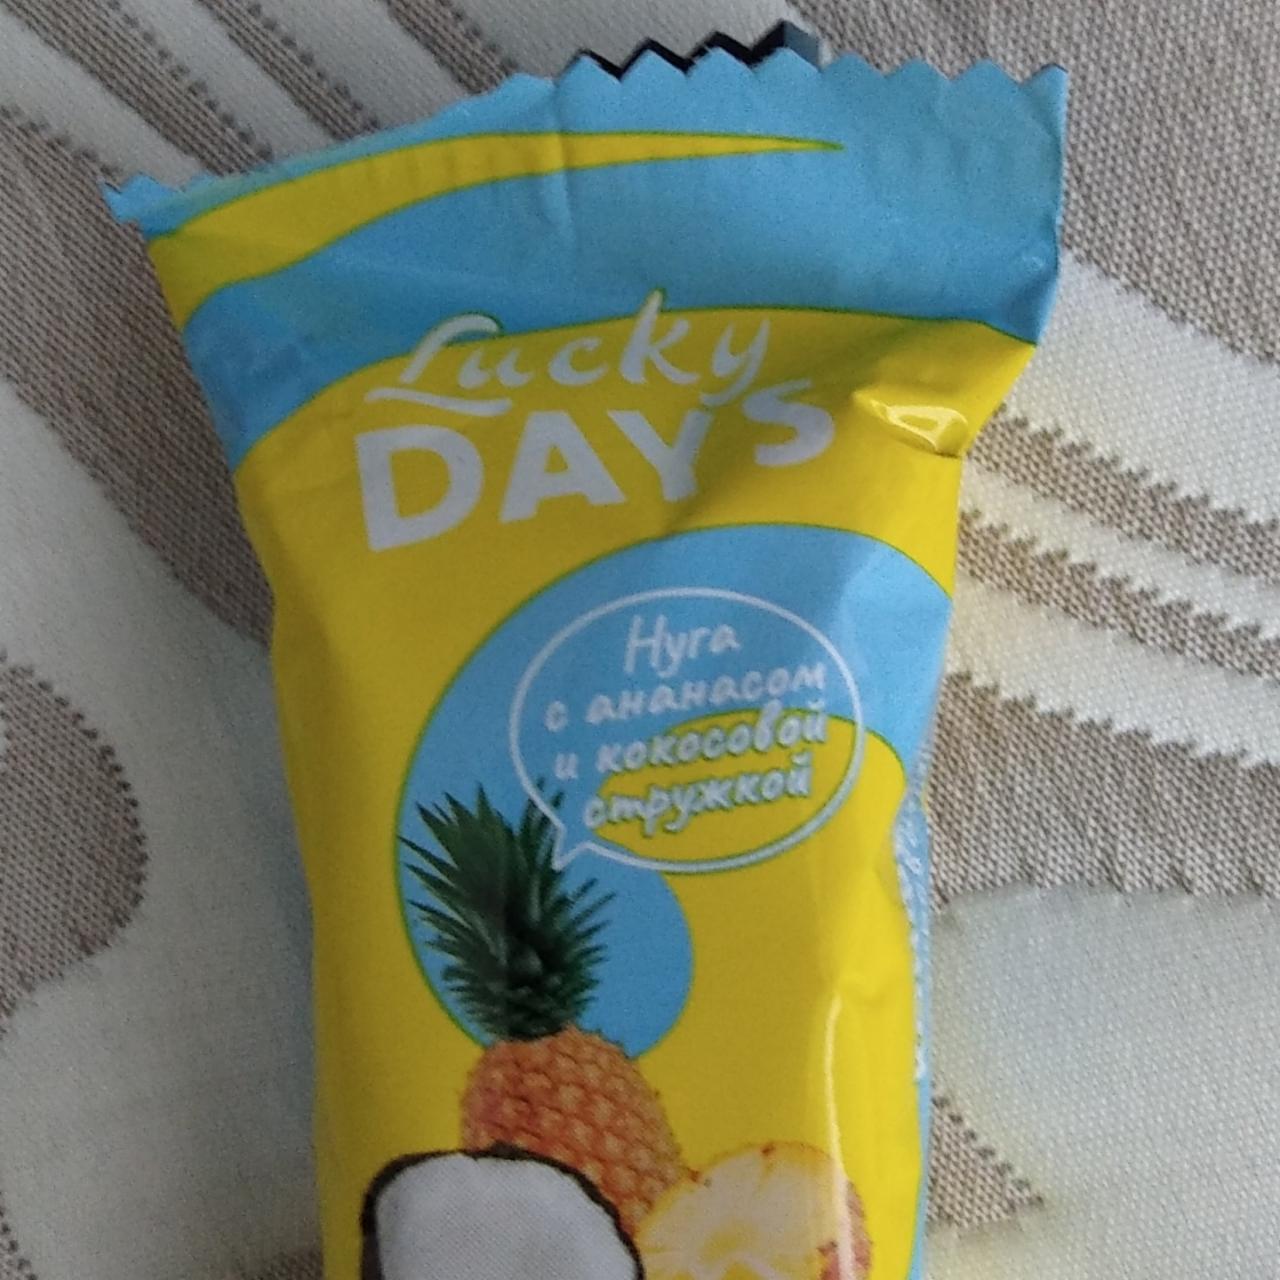 Lucky
DAYS
Нуга
с ананасом
и кокосовой
стружкой